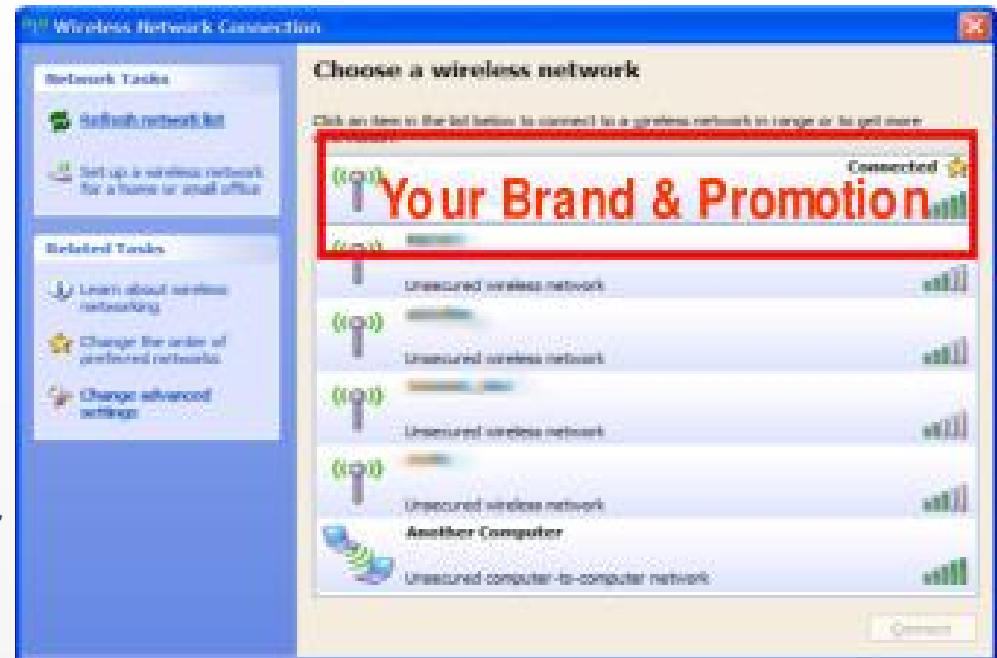 Wireless Network Connection
Network Tasks
Refresh network list
Set up a wireless network
for a home or small office
Related Tasks
Learn about wireless
networking
Change the order of
preferred networks
Change advanced
settings
Choose a wireless network
Click an item in the list below to connect to a wireless network in range or to get more
Connected
Your Brand & Promotion
Unsecured wireless network
Unsecured wireless network
Unsecured wireless network
Unsecured wireless network
Another Computer
Unsecured computer-to-computer network
Connect